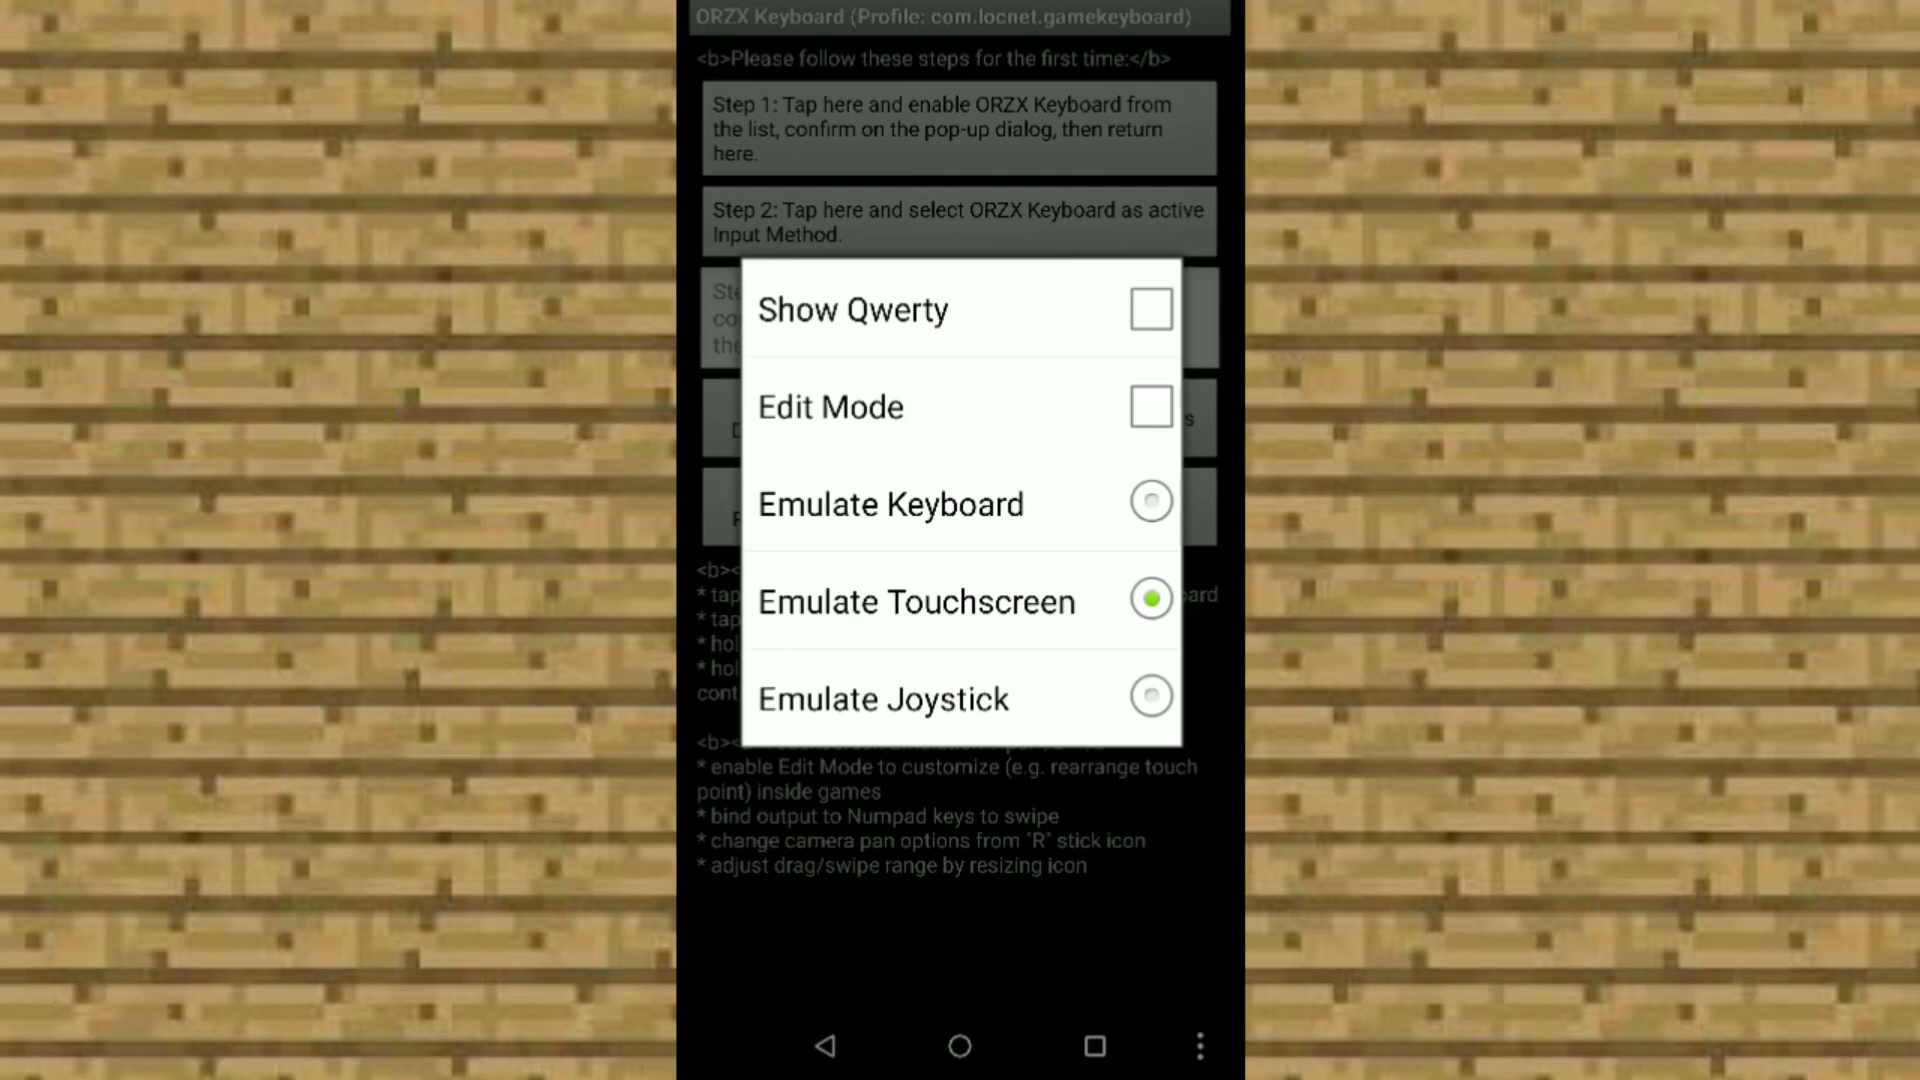 ORZX Keyboard (Profile: com.locnet.gamekeyboard)
<b>Please follow these steps for the first time:</b>
Step 1: Tap here and enable ORZX Keyboard from
the list, confirm on the pop-up dialog, then return
here.
Step 2: Tap here and select ORZX Keyboard as active
Input Method.
Show Qwerty
Edit Mode
Emulate Keyboard
Emulate Touchscreen
Emulate Joystick
* enable Edit Mode to customize (e.g. rearrange touch
point) inside games
* bind output to Numpad keys to swipe
* change camera pan options from "R" stick icon
* adjust drag/swipe range by resizing icon